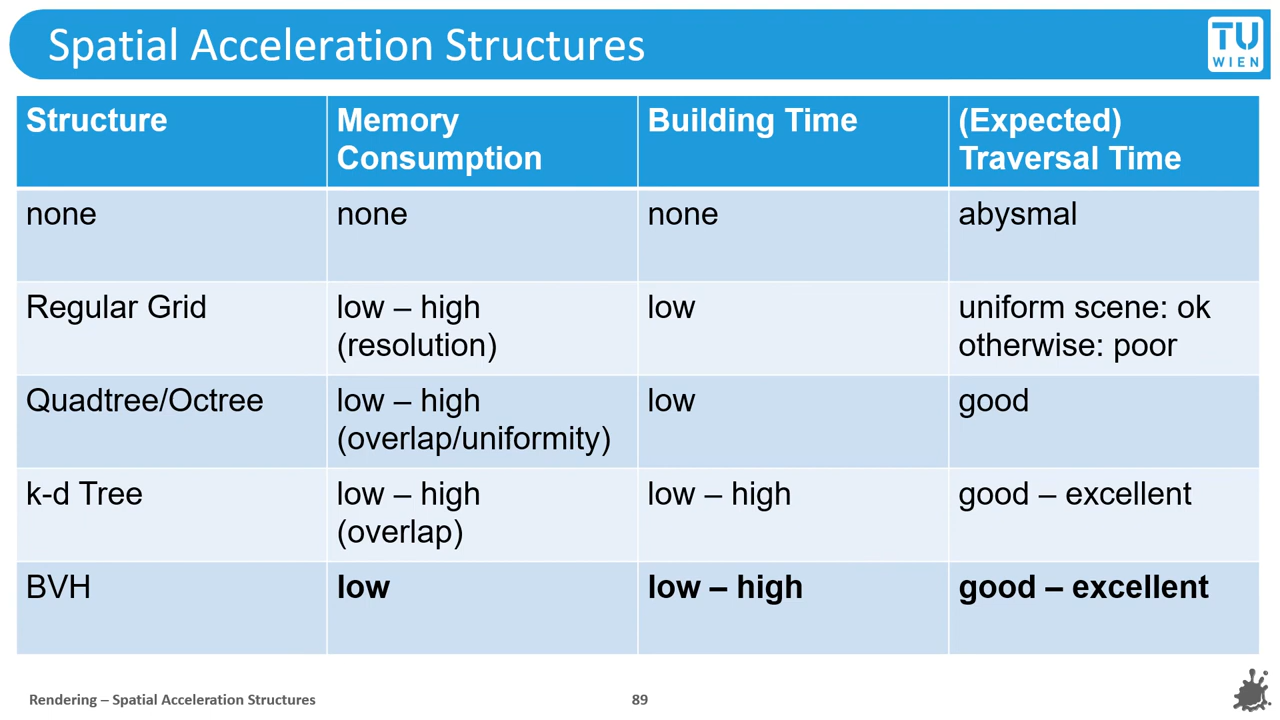 Spatial Acceleration Structures
TU
WIEN
Structure
Memory
Consumption
Building Time
(Expected)
Traversal Time
none
none
none
abysmal
Regular Grid
low – high
(resolution)
low
uniform scene: ok
otherwise: poor
Quadtree/Octree
low – high
(overlap/uniformity)
low
good
k-d Tree
low – high
(overlap)
low – high
good – excellent
BVH
low
low – high
good – excellent
Rendering – Spatial Acceleration Structures
89